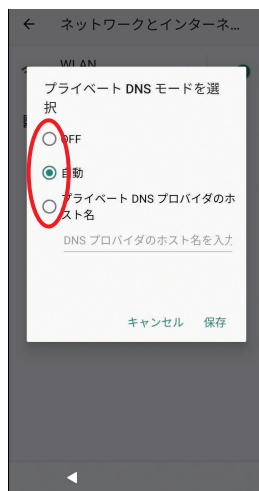 ネットワークとインターネ...
WLAN
プライベート DNS モードを選
択
OFF
自動
プライベート DNS プロバイダのホ
スト名
DNS プロバイダのホスト名を入力
キャンセル 保存